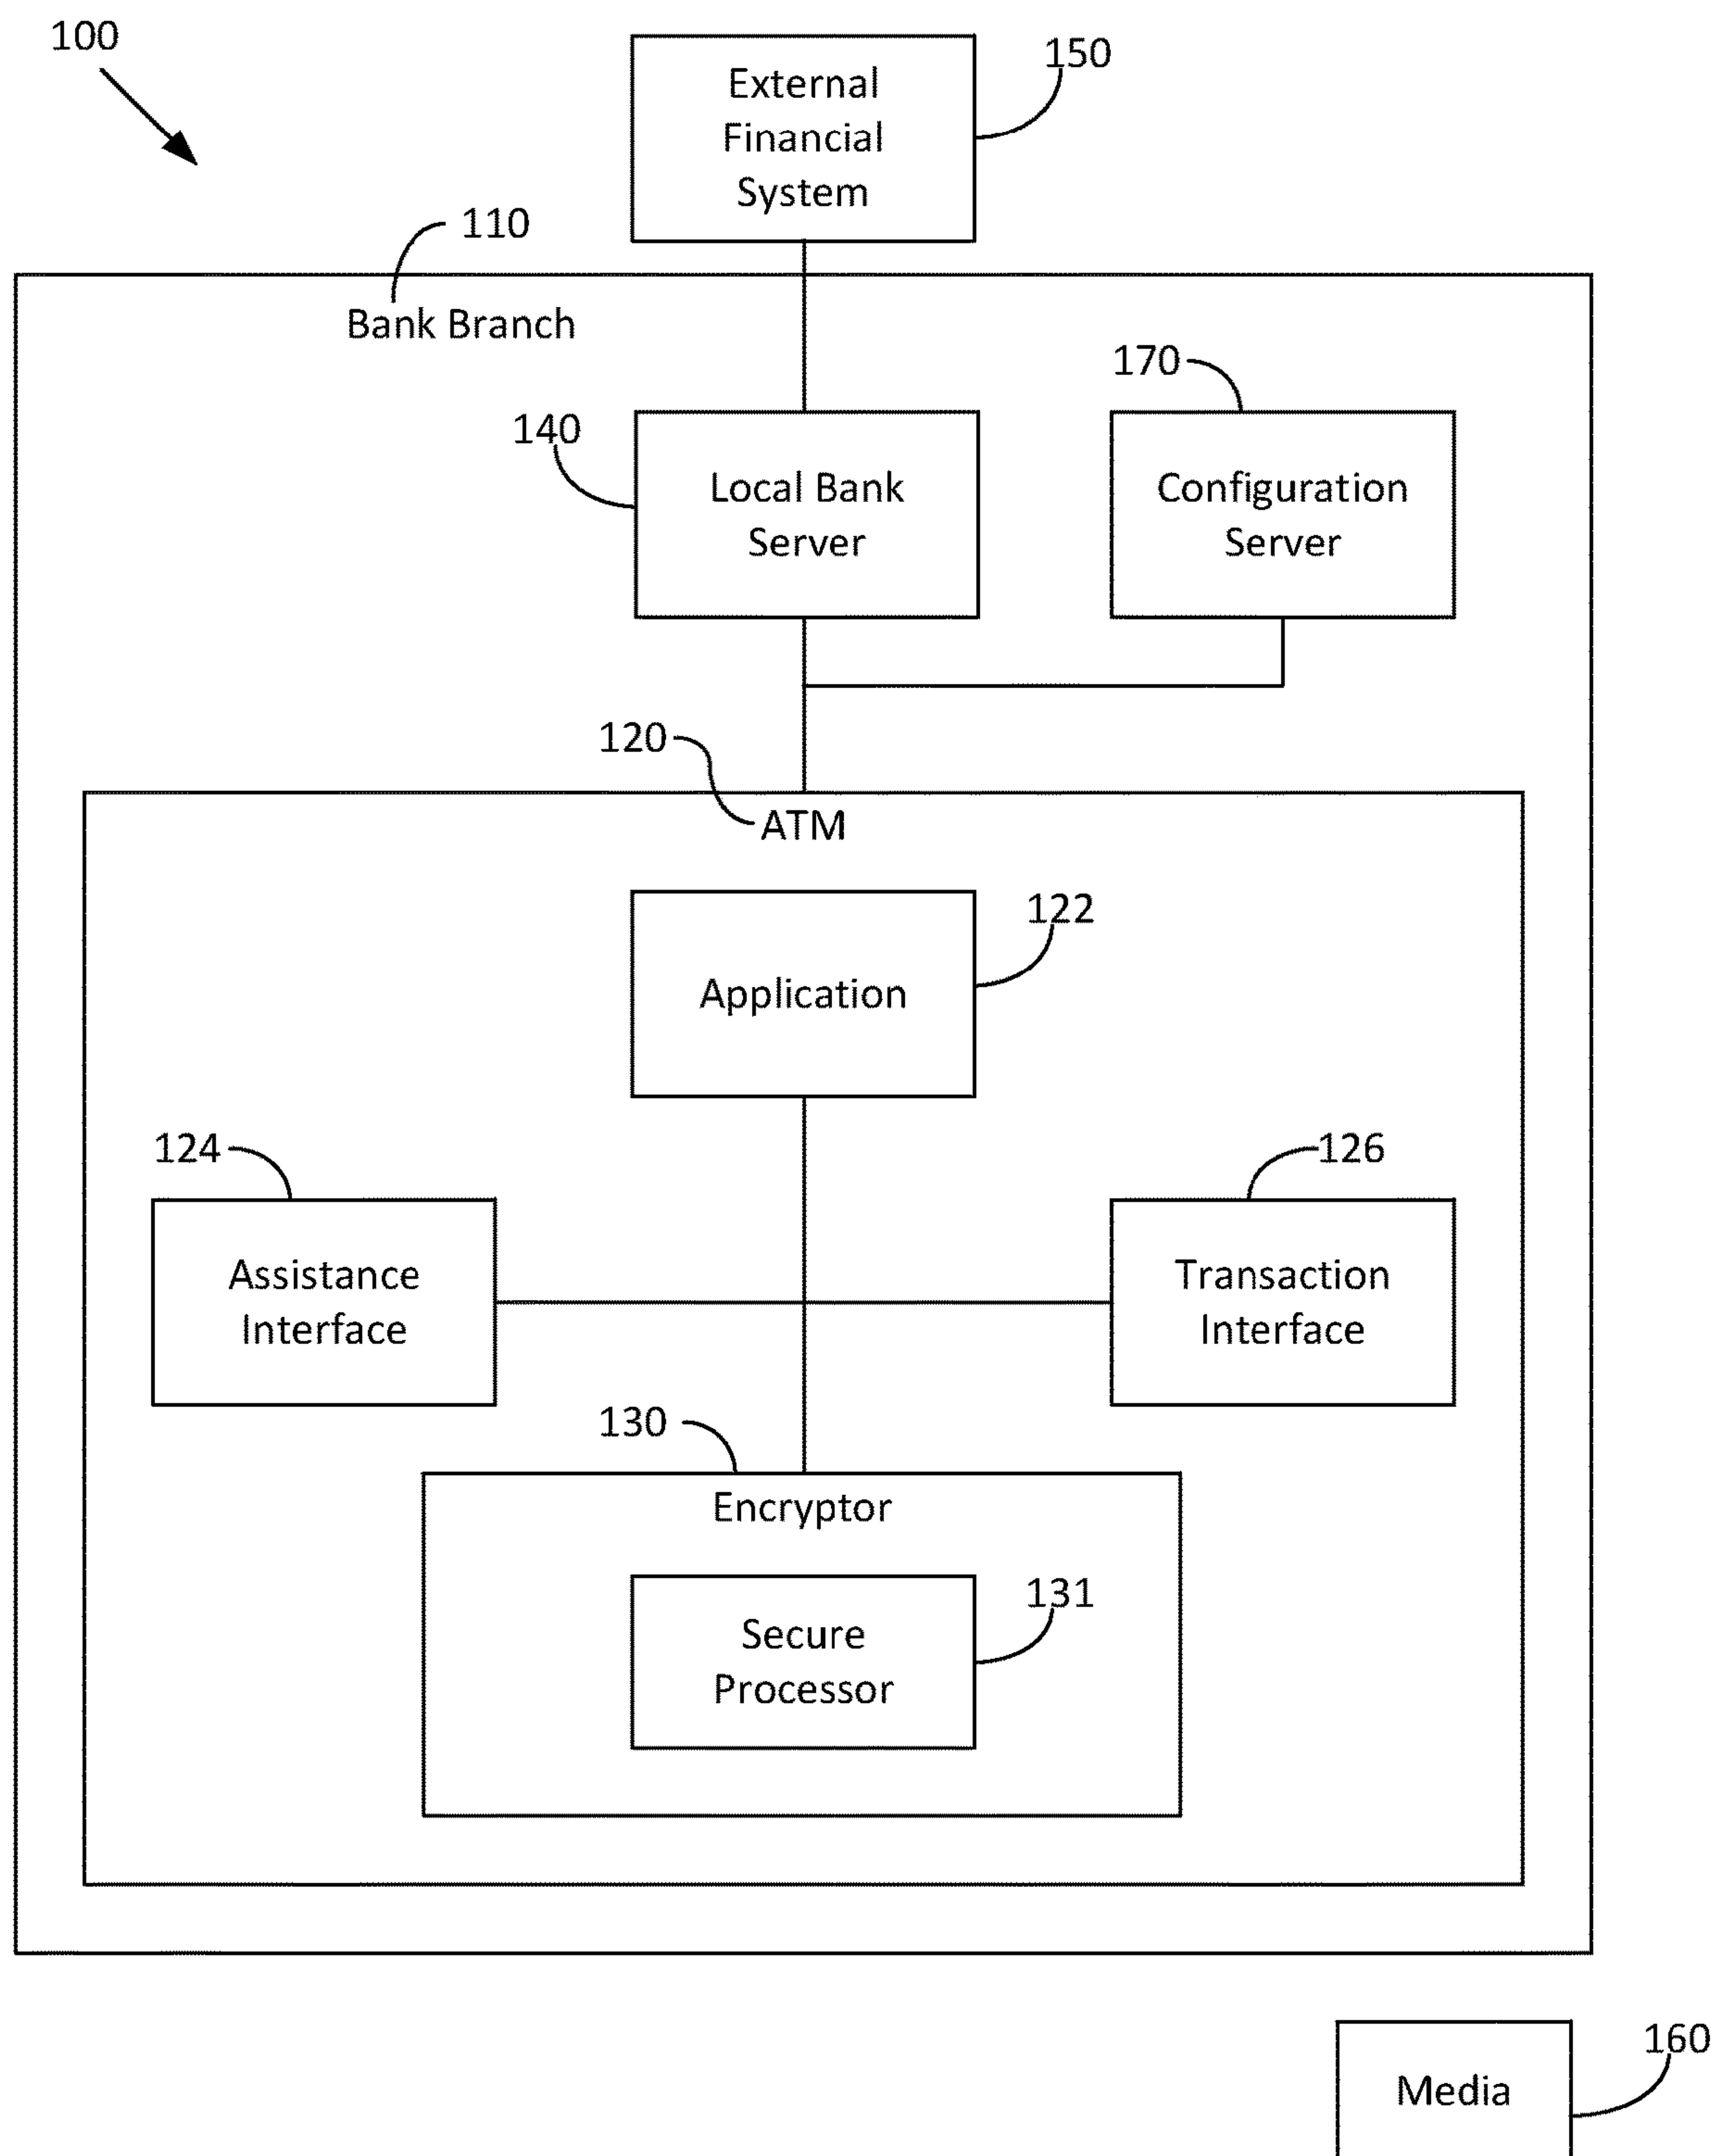 100
External
Financial
System
150
110
Bank Branch
170
140
Local Bank
Server
Configuration
Server
120
ATM
122
Application
124
126
Assistance
Interface
Transaction
Interface
130
Encryptor
131
Secure
Processor
160
Media